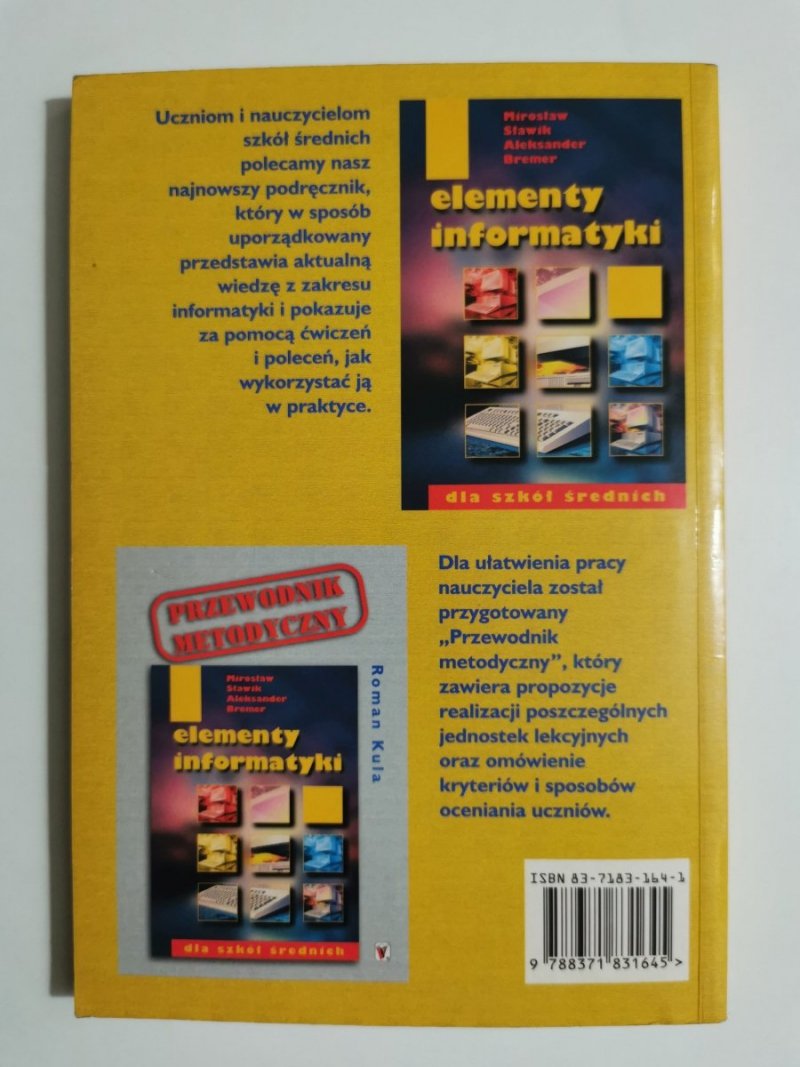 Uczniom i nauczycielom
szkół średnich
polecamy nasz
najnowszy podręcznik,
który w sposób
uporządkowany
przedstawia aktualną
wiedzę z zakresu
informatyki i pokazuje
za pomocą ćwiczeń
i poleceń, jak
wykorzystać ją
w praktyce.
Mirosław
Sławik
Aleksander
Bremer
elementy
informatyki
dla szkół średnich
PRZEWODNIK
METODYCZNY
Roman Kula
Mirosław
Sławik
Aleksander
Bremer
elementy
informatyki
dla szkół średnich
Dla ułatwienia pracy
nauczyciela został
przygotowany
„Przewodnik
metodyczny”, który
zawiera propozycje
realizacji poszczególnych
jednostek lekcyjnych
oraz omówienie
kryteriów i sposobów
oceniania uczniów.
ISBN 83-7183-164-1
9 788371 831645 >